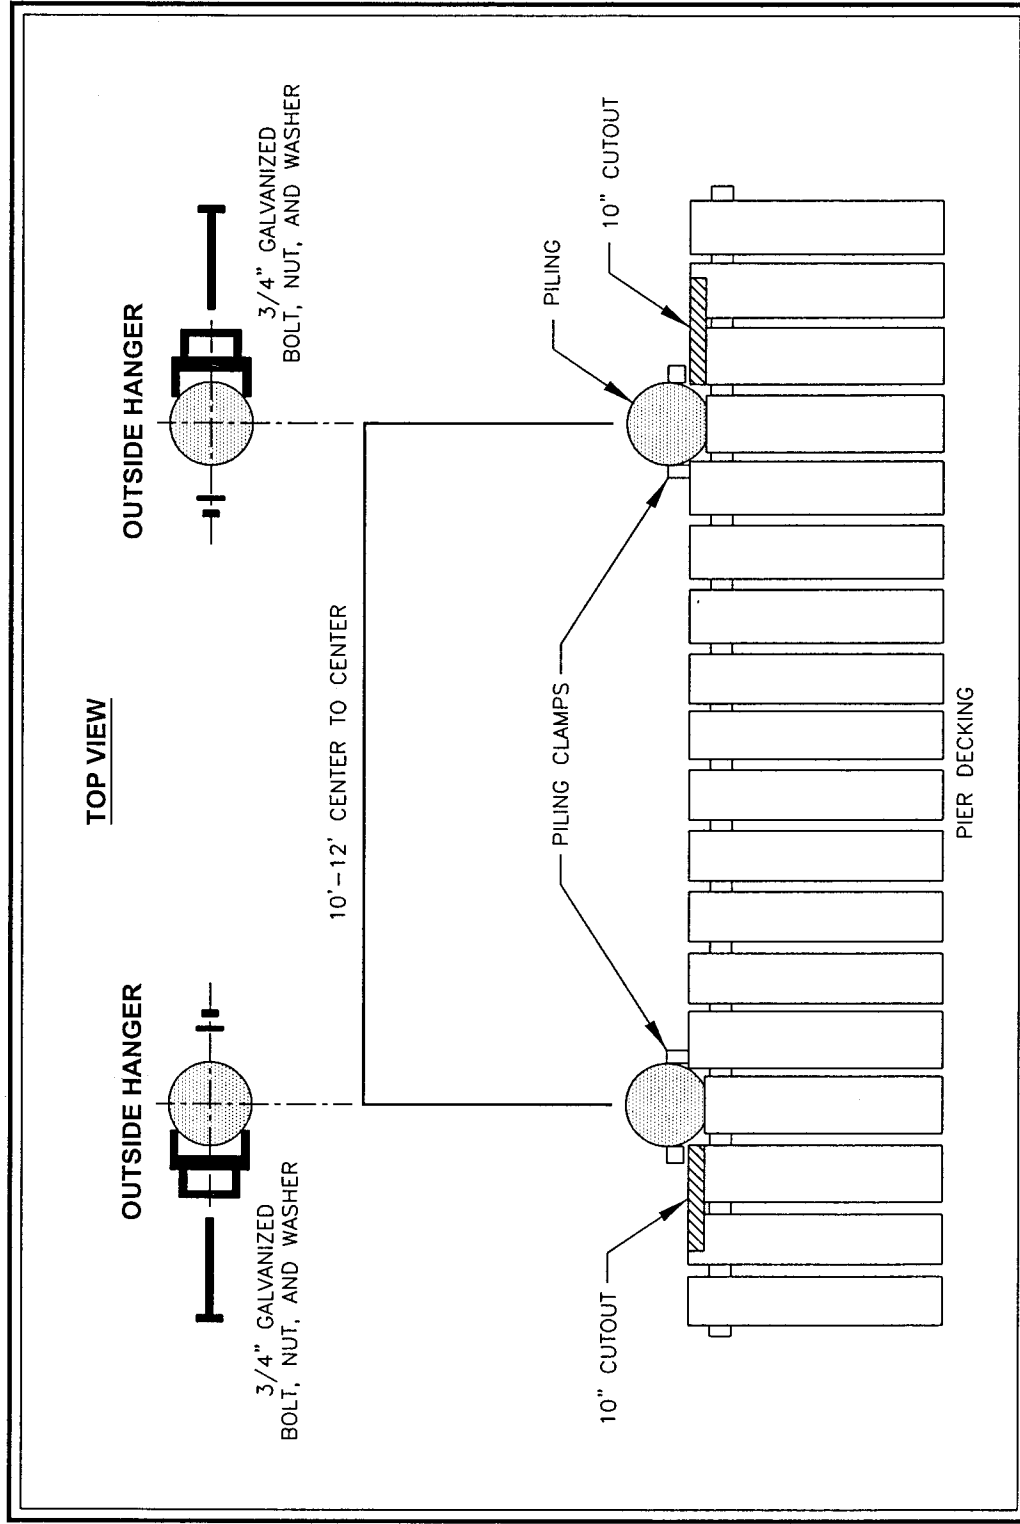 TOP VIEW
OUTSIDE HANGER
OUTSIDE HANGER
3/4" GALVANIZED
BOLT, NUT, AND WASHER
3/4" GALVANIZED
BOLT, NUT, AND WASHER
10'-12' CENTER TO CENTER
PILING CLAMPS
PILING
10" CUTOUT
10" CUTOUT
PIER DECKING